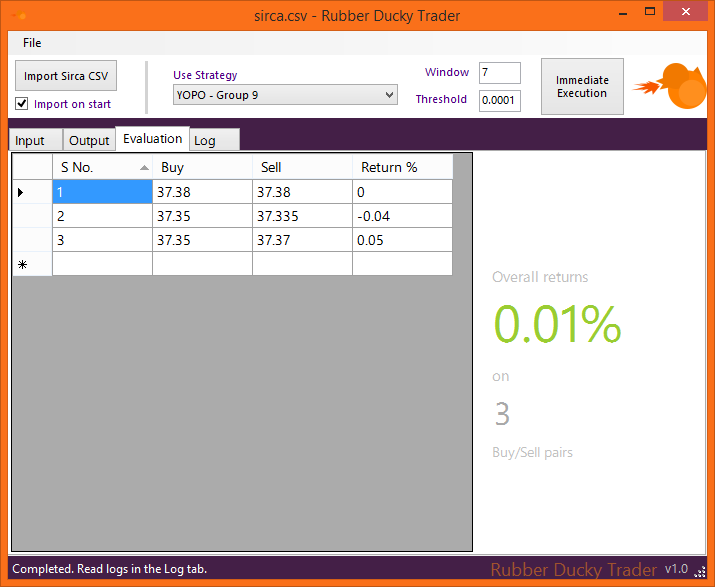 sirca.csv - Rubber Ducky Trader
File
Import Sirca CSV
Import on start
Use Strategy
YOPO - Group 9
Window 7
Threshold 0.0001
Immediate
Execution
Input Output Evaluation Log
S No. Buy Sell Return %
1 37.38 37.38 0
2 37.35 37.335 -0.04
3 37.35 37.37 0.05
Overall returns
0.01%
on
3
Buy/Sell pairs
Completed. Read logs in the Log tab.
Rubber Ducky Trader v1.0